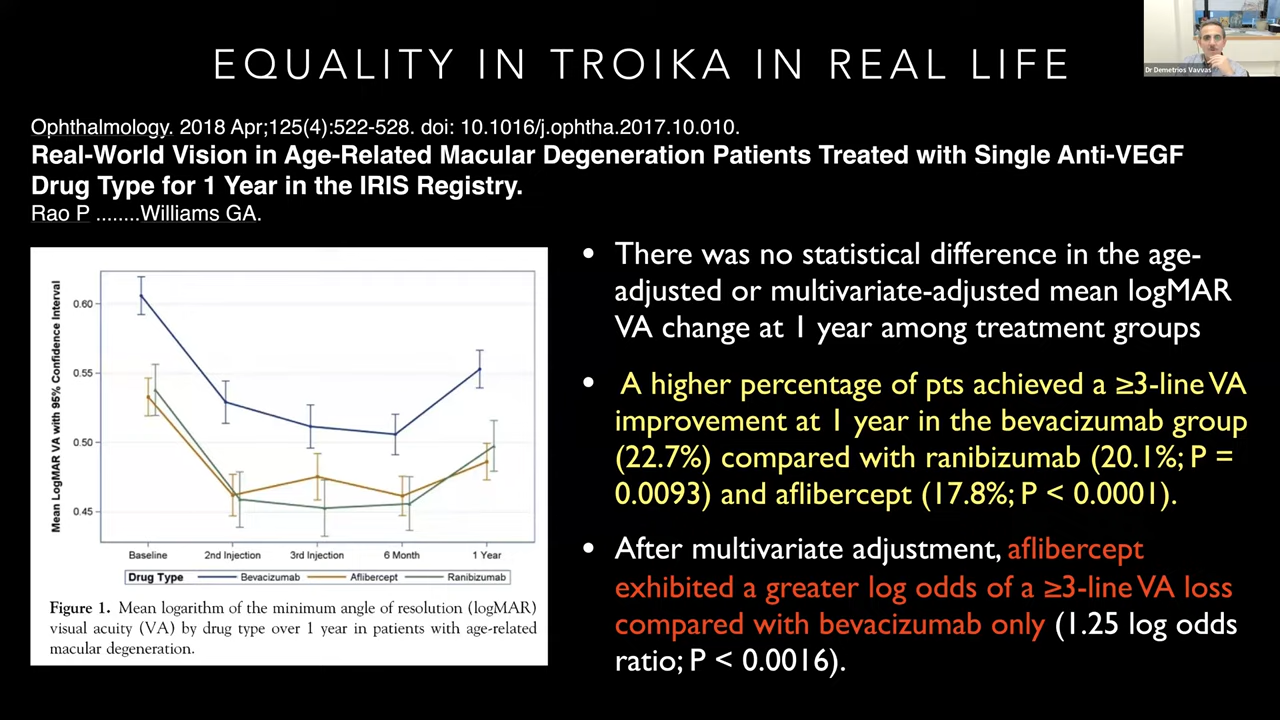 EQUALITY IN TROIKA IN REAL LIFE
Dr Demetrios Vavvas
Ophthalmology. 2018 Apr;125(4):522-528. doi: 10.1016/j.ophtha.2017.10.010.
Real-World Vision in Age-Related Macular Degeneration Patients Treated with Single Anti-VEGF
Drug Type for 1 Year in the IRIS Registry.
Rao P ........Williams GA.
Mean LogMAR VA with 95% Confidence Interval
0.60
0.55
0.50
0.45
Baseline 2nd Injection 3rd Injection 6 Month 1 Year
Drug Type Bevacizumab Aflibercept Ranibizumab
Figure 1. Mean logarithm of the minimum angle of resolution (logMAR)
visual acuity (VA) by drug type over 1 year in patients with age-related
macular degeneration.
• There was no statistical difference in the age-
adjusted or multivariate-adjusted mean logMAR
VA change at 1 year among treatment groups
• A higher percentage of pts achieved a ≥3-line VA
improvement at 1 year in the bevacizumab group
(22.7%) compared with ranibizumab (20.1%; P =
0.0093) and aflibercept (17.8%; P < 0.0001).
• After multivariate adjustment, aflibercept
exhibited a greater log odds of a ≥3-line VA loss
compared with bevacizumab only (1.25 log odds
ratio; P < 0.0016).